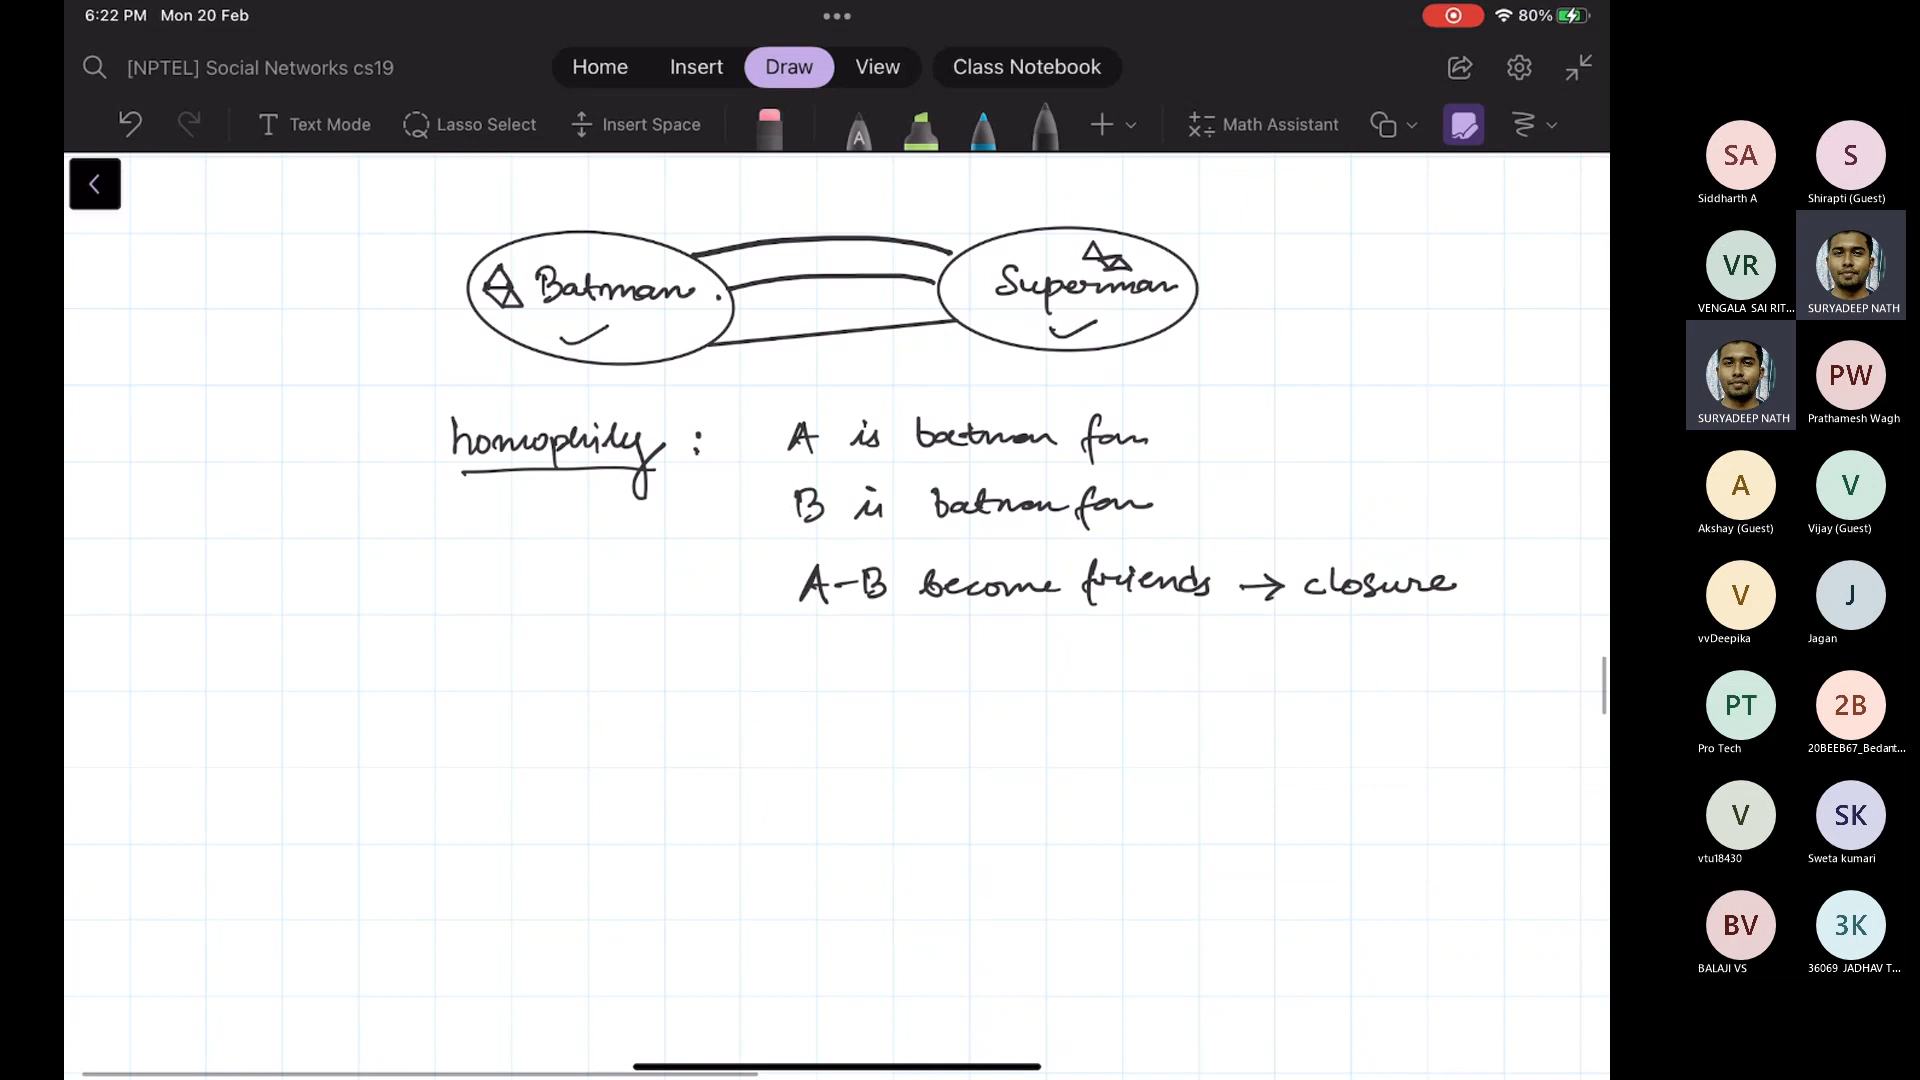 6:22 PM Mon 20 Feb
80%
[NPTEL] Social Networks cs19
Home Insert Draw View Class Notebook
Text Mode Lasso Select Insert Space A Math Assistant
Batman. Superman
homophily : A is batman fan
B is batman fan
A-B become friends → closure
SA S
Siddharth A Shirapti (Guest)
VR
VENGALA SAI RIT... SURYADEEP NATH
PW
SURYADEEP NATH Prathamesh Wagh
A V
Akshay (Guest) Vijay (Guest)
V J
vvDeepika Jagan
PT 2B
Pro Tech 20BEEB67_Bedant...
V SK
vtu18430 Sweta kumari
BV 3K
BALAJI VS 36069 JADHAV T...